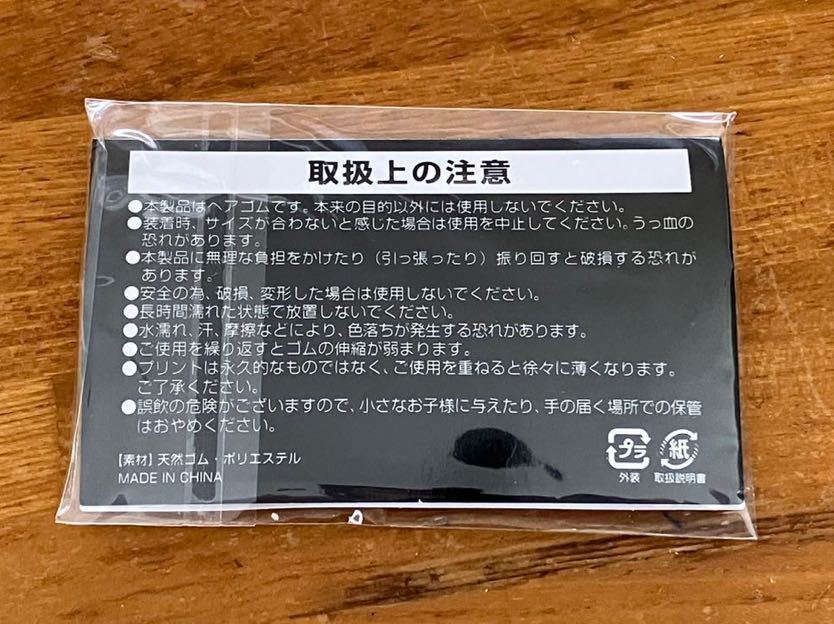 取扱上の注意
●本製品はヘアゴムです。本来の目的以外には使用しないでください。
●装着時、サイズが合わないと感じた場合は使用を中止してください。うっ血の
恐れがあります。
●本製品に無理な負担をかけたり（引っ張ったり）振り回すと破損する恐れが
あります。
●安全の為、破損、変形した場合は使用しないでください。
●長時間濡れた状態で放置しないでください。
●水濡れ、汗、摩擦などにより、色落ちが発生する恐れがあります。
●ご使用を繰り返すとゴムの伸縮が弱まります。
●プリントは永久的なものではなく、ご使用を重ねると徐々に薄くなります。
ご了承ください。
●誤飲の危険がございますので、小さなお子様に与えたり、手の届く場所での保管
はおやめください。
【素材】天然ゴム・ポリエステル
MADE IN CHINA
プラ 紙
外装 取扱説明書